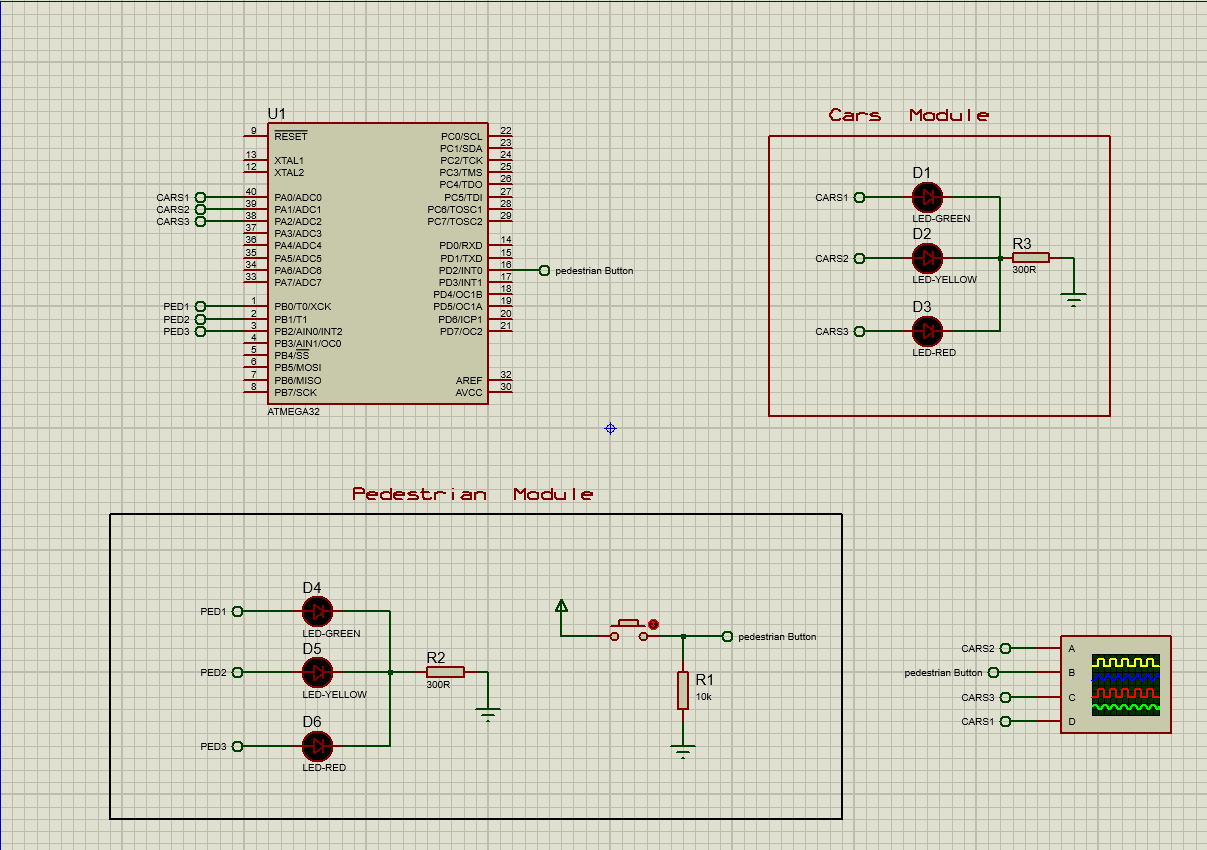 U1
9 RESET PC0/SCL 22
PC1/SDA 23
13 XTAL1 PC2/TCK 24
12 XTAL2 PC3/TMS 25
PC4/TDO 26
CARS1 40 PA0/ADC0 PC5/TDI 27
CARS2 39 PA1/ADC1 PC6/TOSC1 28
CARS3 38 PA2/ADC2 PC7/TOSC2 29
37 PA3/ADC3
36 PA4/ADC4 PD0/RXD 14
35 PA5/ADC5 PD1/TXD 15
34 PA6/ADC6 PD2/INT0 16 pedestrian Button
33 PA7/ADC7 PD3/INT1 17
PD4/OC1B 18
PED1 1 PB0/T0/XCK PD5/OC1A 19
PED2 2 PB1/T1 PD6/ICP1 20
PED3 3 PB2/AIN0/INT2 PD7/OC2 21
4 PB3/AIN1/OC0
5 PB4/SS
6 PB5/MOSI
7 PB6/MISO AREF 32
8 PB7/SCK AVCC 30
ATMEGA32
Cars Module
D1
CARS1
LED-GREEN
D2
R3
CARS2
300R
LED-YELLOW
D3
CARS3
LED-RED
Pedestrian Module
D4
PED1
LED-GREEN
D5
R2
PED2
300R
LED-YELLOW
D6
PED3
LED-RED
pedestrian Button
R1
10k
CARS2 A
pedestrian Button B
CARS3 C
CARS1 D